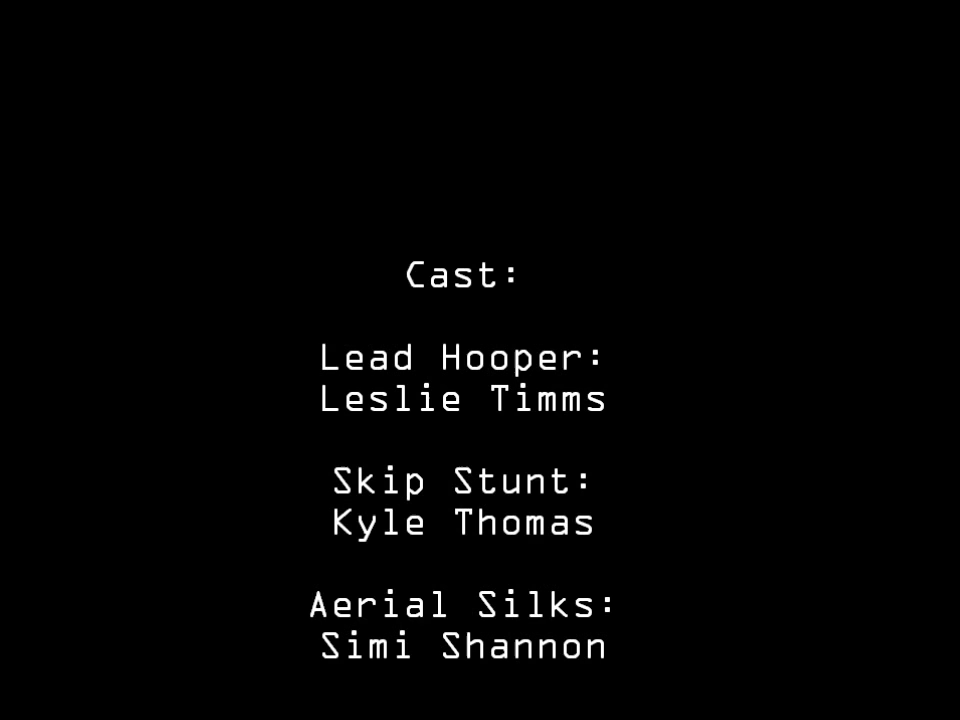 Cast:
Lead Hooper:
Leslie Timms
Skip Stunt:
Kyle Thomas
Aerial Silks:
Simi Shannon